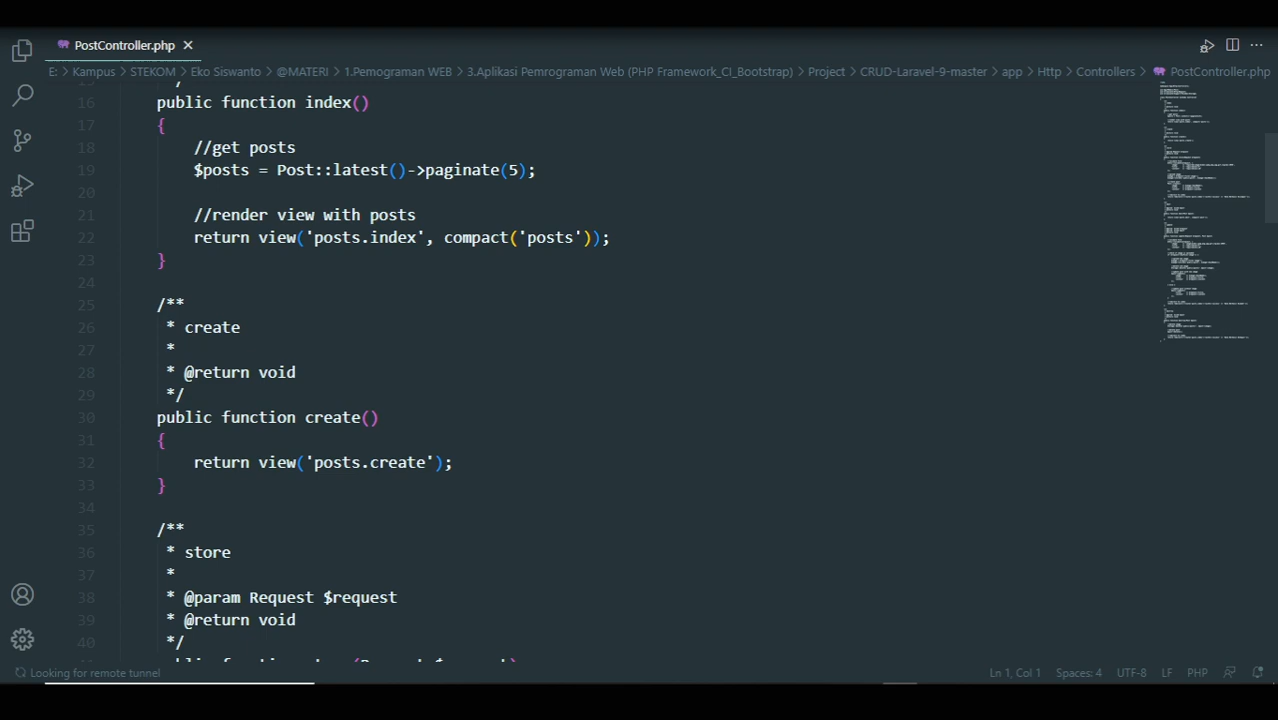 PostController.php
E: > Kampus > STEKOM > Eko Siswanto > @MATERI > 1.Pemograman WEB > 3.Aplikasi Pemrograman Web (PHP Framework_CI_Bootstrap) > Project > CRUD-Laravel-9-master > app > Http > Controllers > PostController.php
16 public function index()
17 {
18 //get posts
19 $posts = Post::latest()->paginate(5);
20
21 //render view with posts
22 return view('posts.index', compact('posts'));
23 }
24
25 /**
26 * create
27 *
28 * @return void
29 */
30 public function create()
31 {
32 return view('posts.create');
33 }
34
35 /**
36 * store
37 *
38 * @param Request $request
39 * @return void
40 */
Looking for remote tunnel
Ln 1, Col 1 Spaces: 4 UTF-8 LF PHP